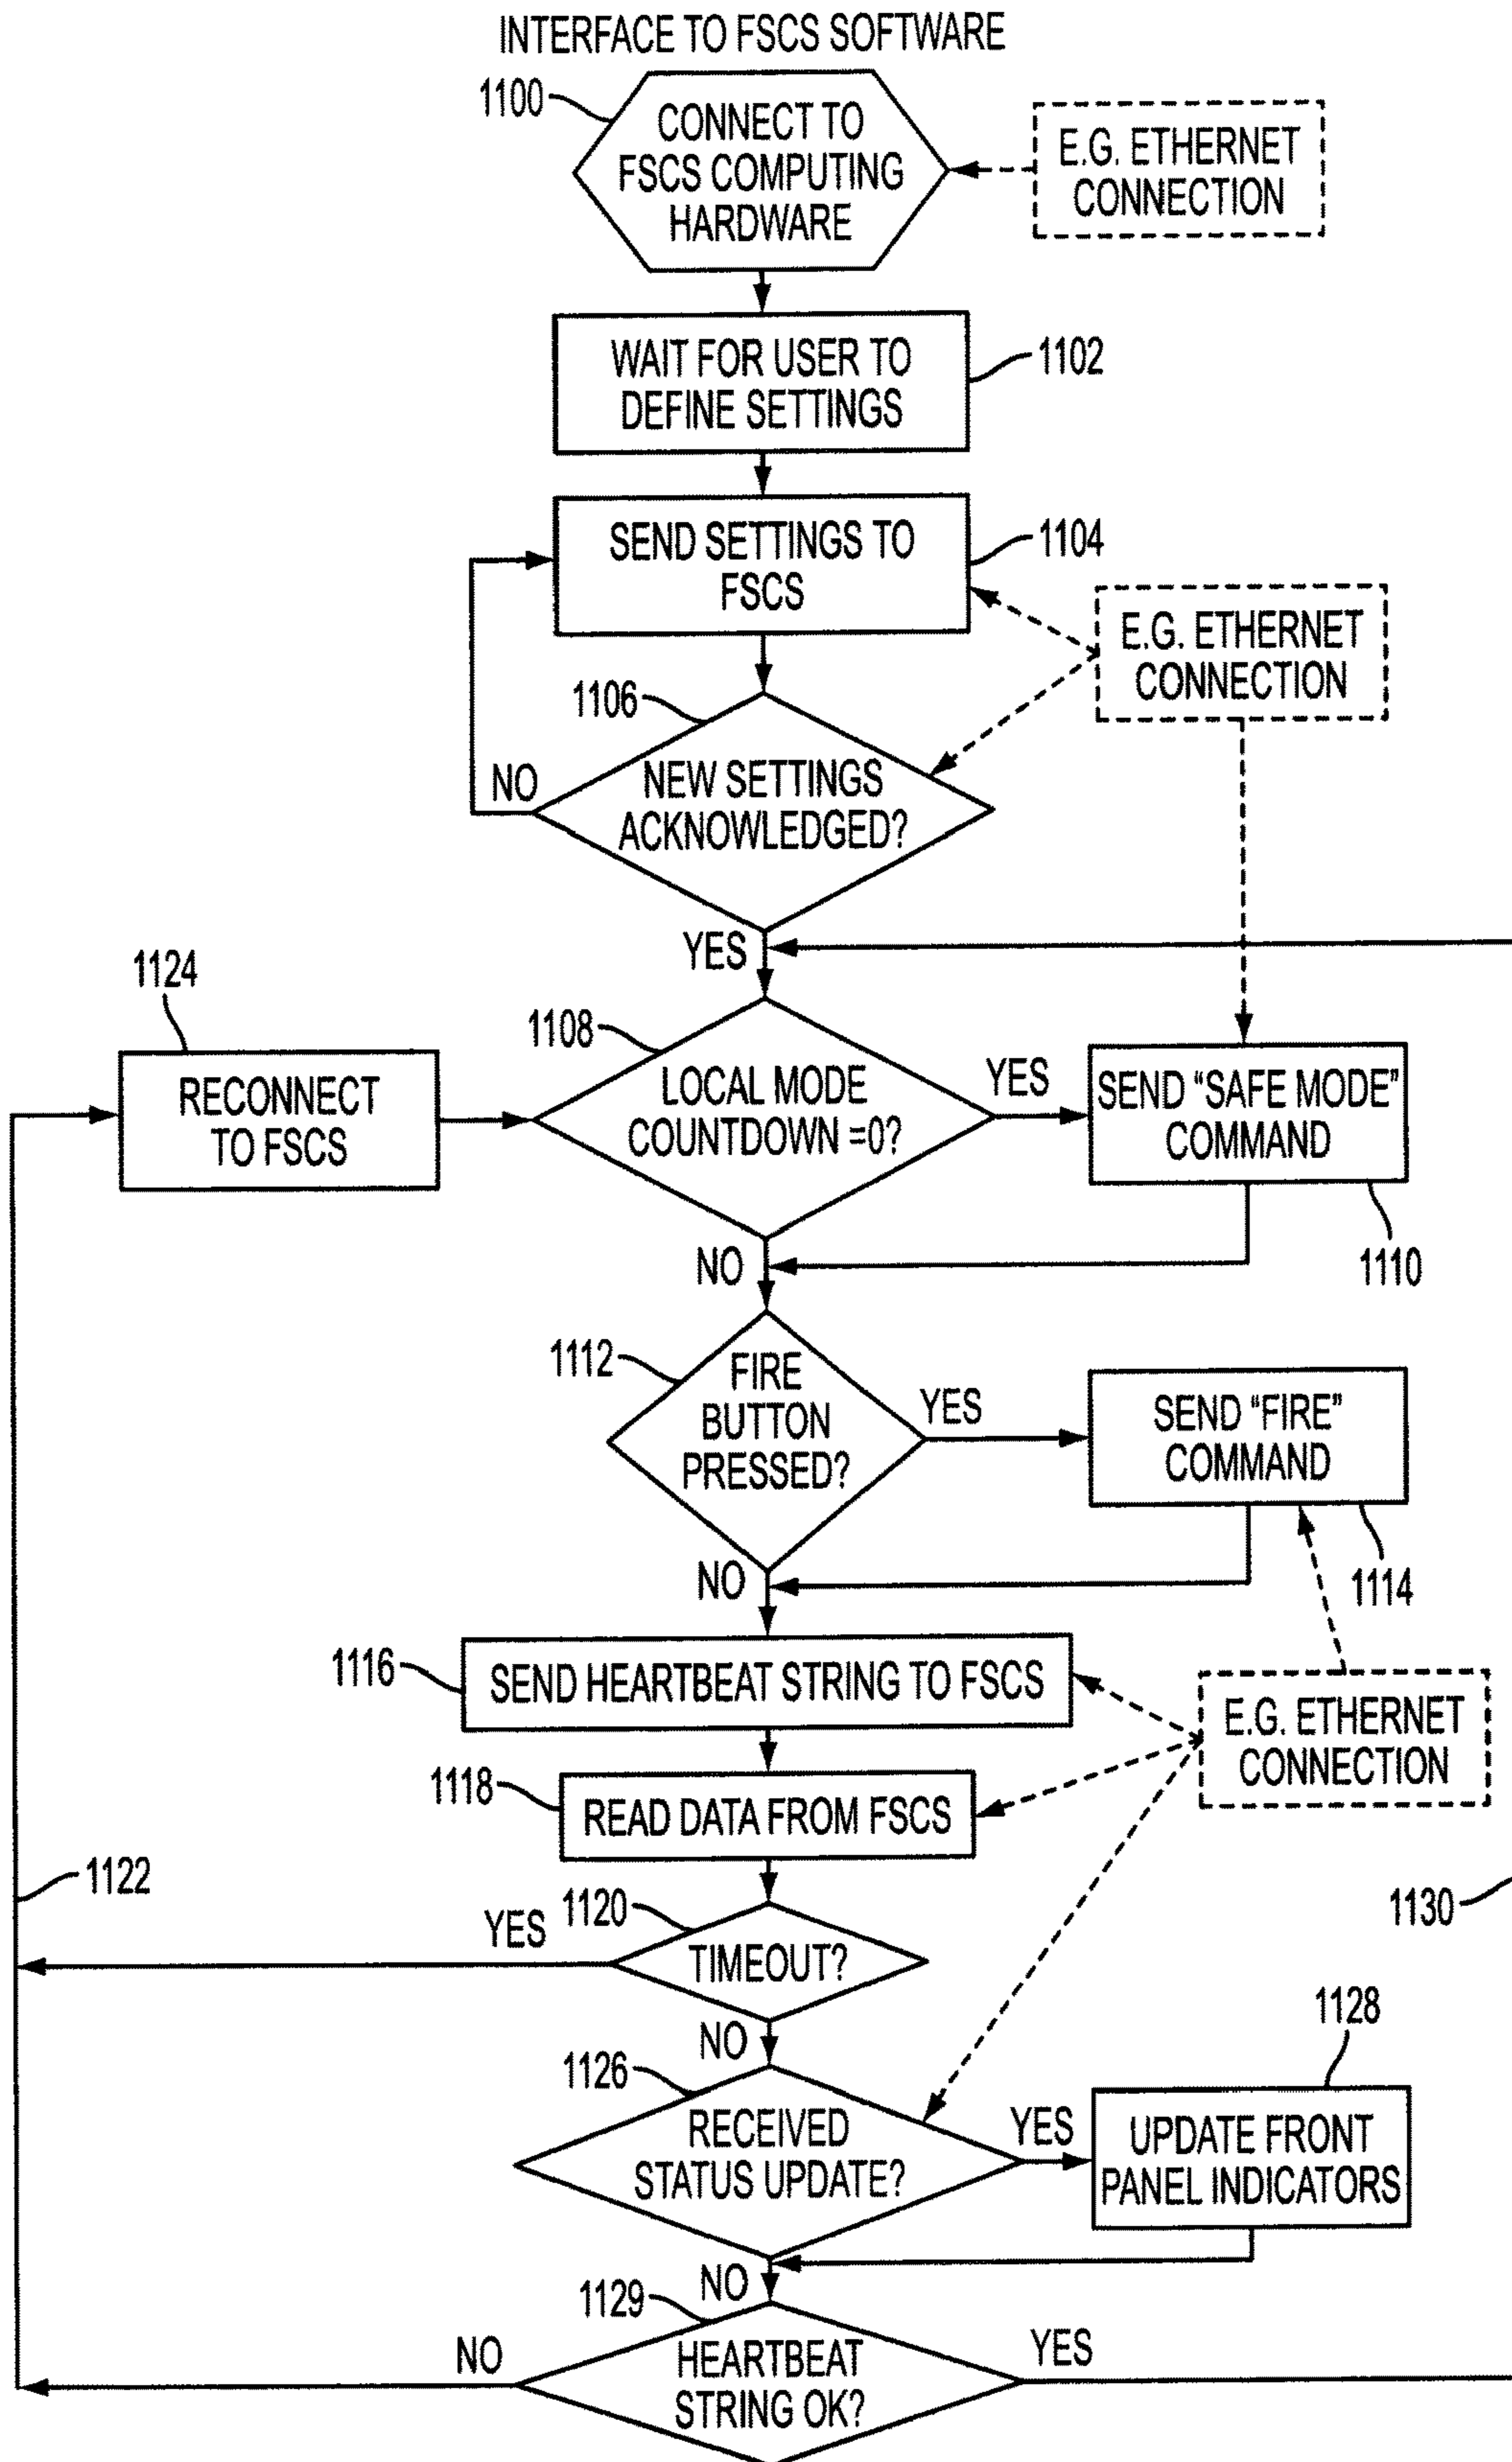 INTERFACE TO FSCS SOFTWARE
1100
CONNECT TO
FSCS COMPUTING
HARDWARE
E.G. ETHERNET
CONNECTION
WAIT FOR USER TO
DEFINE SETTINGS
1102
SEND SETTINGS TO
FSCS
1104
E.G. ETHERNET
CONNECTION
1106
NO
NEW SETTINGS
ACKNOWLEDGED?
YES
1124
RECONNECT
TO FSCS
1108
LOCAL MODE
COUNTDOWN =0?
YES
SEND “SAFE MODE”
COMMAND
1110
NO
1112
FIRE
BUTTON
PRESSED?
YES
SEND “FIRE”
COMMAND
1114
NO
1116
SEND HEARTBEAT STRING TO FSCS
E.G. ETHERNET
CONNECTION
1118
READ DATA FROM FSCS
1122
1130
1120
YES
TIMEOUT?
NO
1126
RECEIVED
STATUS UPDATE?
YES
1128
UPDATE FRONT
PANEL INDICATORS
NO
1129
NO
HEARTBEAT
STRING OK?
YES